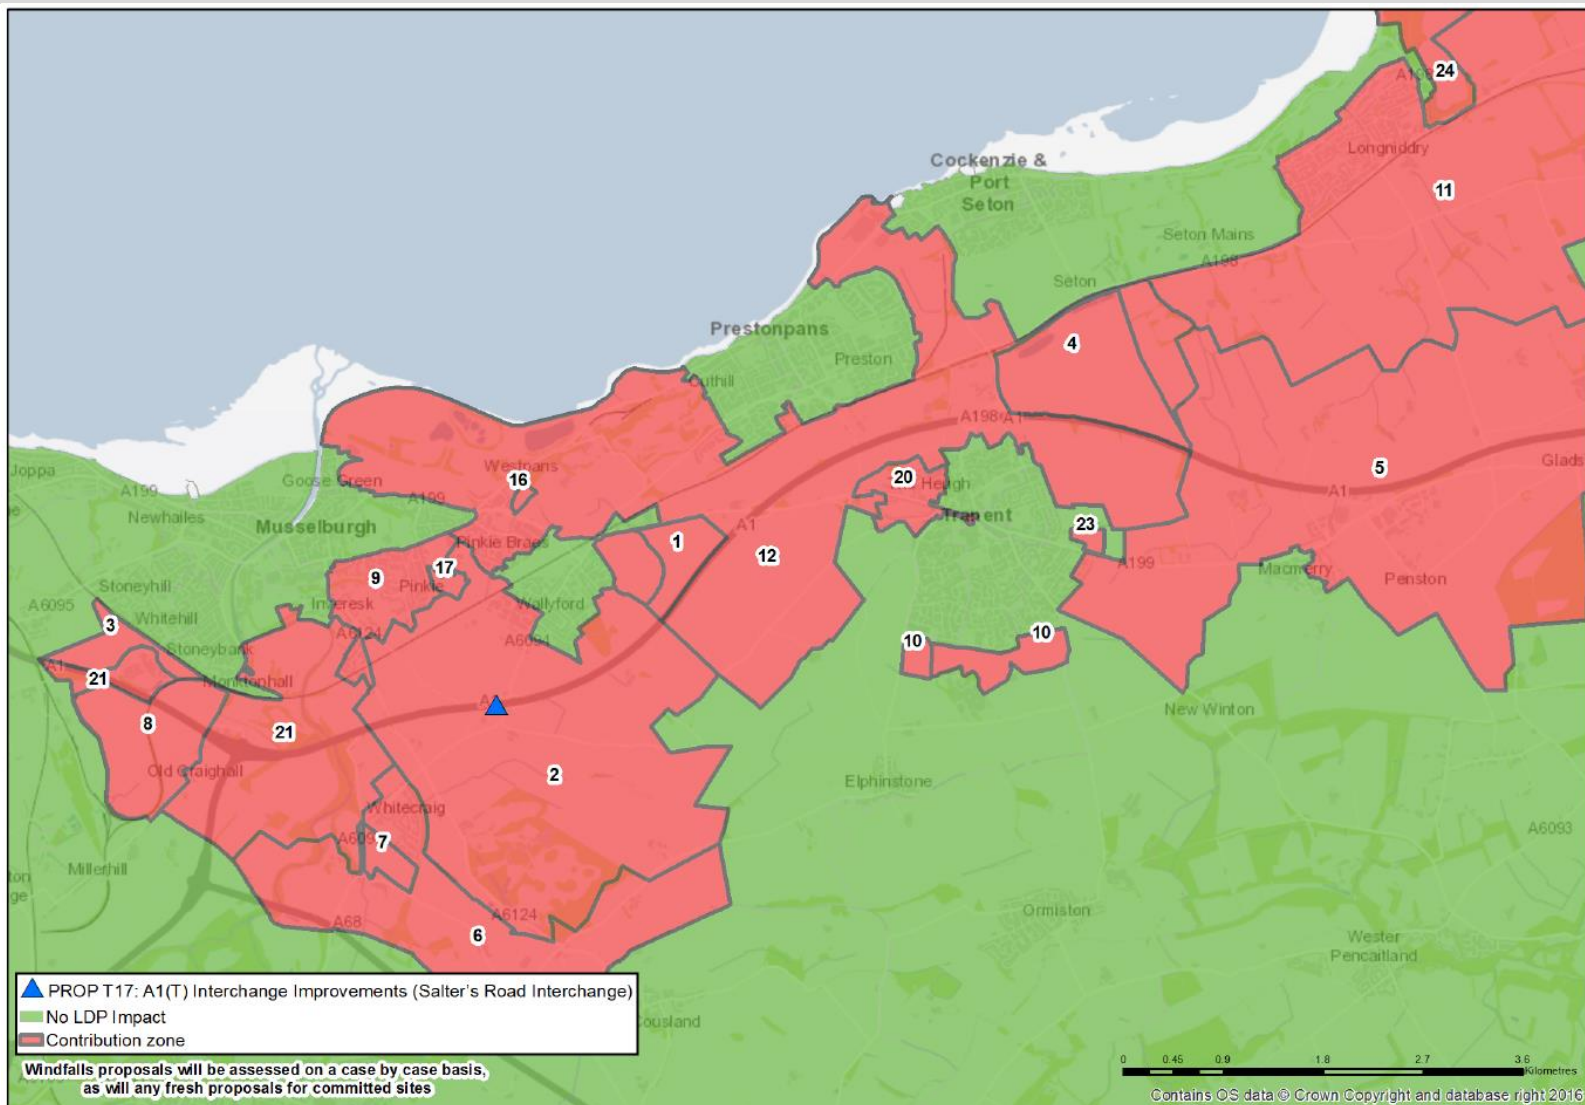 24
A198
Longniddry
Cockenzie &
Port
Seton
11
Seton Mains
A198
Seton
Prestonpans
4
Preston
Cuthill
A198
A1
5
Glads
A1
Joppa
A199
Goose Green
Westpans
16
A199
Newhailes
Musselburgh
20
Tranent
23
Pinkie Braes
1
A1
12
A199
Macmerry
Penston
17
Stoneyhill
9
Pinkie
A6095
Inveresk
Wallyford
Whitehill
3
A6124
A6094
Stoneybank
10
10
A1
21
Monktonhall
8
21
New Winton
Old Craighall
2
Elphinstone
Whitecraig
A6093
7
Millerhill
A68
A6124
6
Ormiston
Wester
Pencaitland
Cousland
PROP T17: A1(T) Interchange Improvements (Salter's Road Interchange)
No LDP Impact
Contribution zone
Windfalls proposals will be assessed on a case by case basis,
as will any fresh proposals for committed sites
0 0.45 0.9 1.8 2.7 3.6
Kilometres
Contains OS data © Crown Copyright and database right 2016